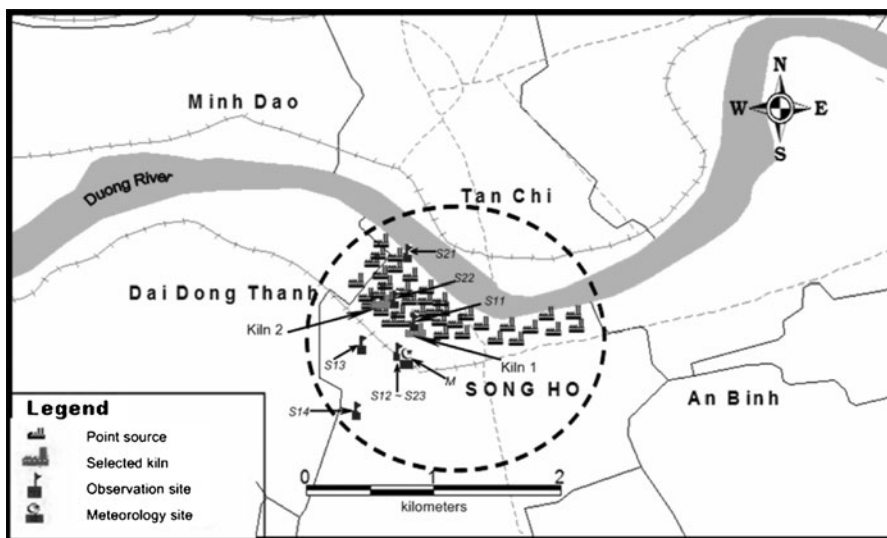 N
W E
S
Minh Dao
Duong River
Tan Chi
S21
S22
Dai Dong Thanh
S11
Kiln 2
Kiln 1
S13
M
S12 ~ S23
SONG HO
An Binh
S14
Legend
Point source
Selected kiln
Observation site
Meteorology site
0 1 2
kilometers